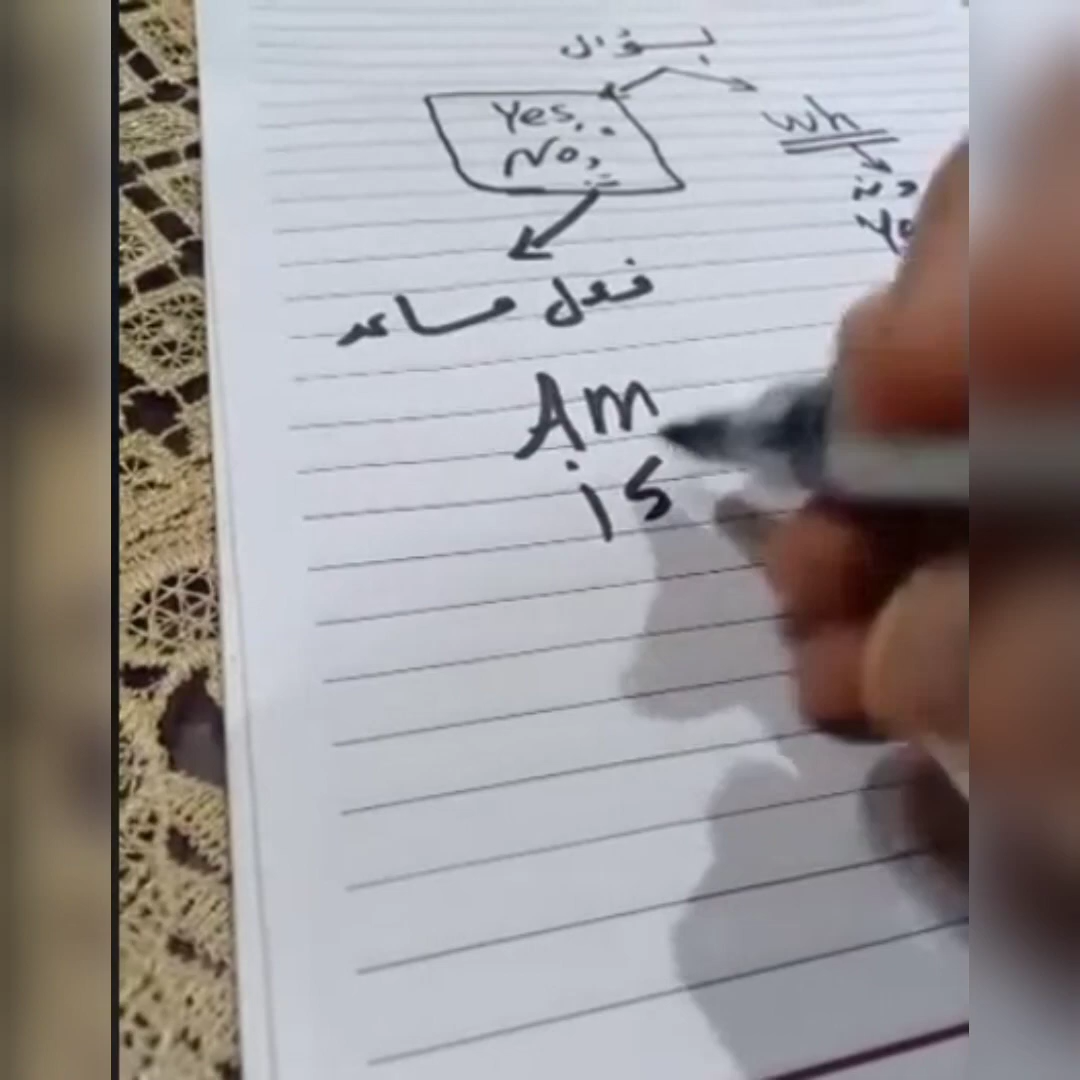 سؤال
Yes,
No,
wh
فعل مساعد
Am
is